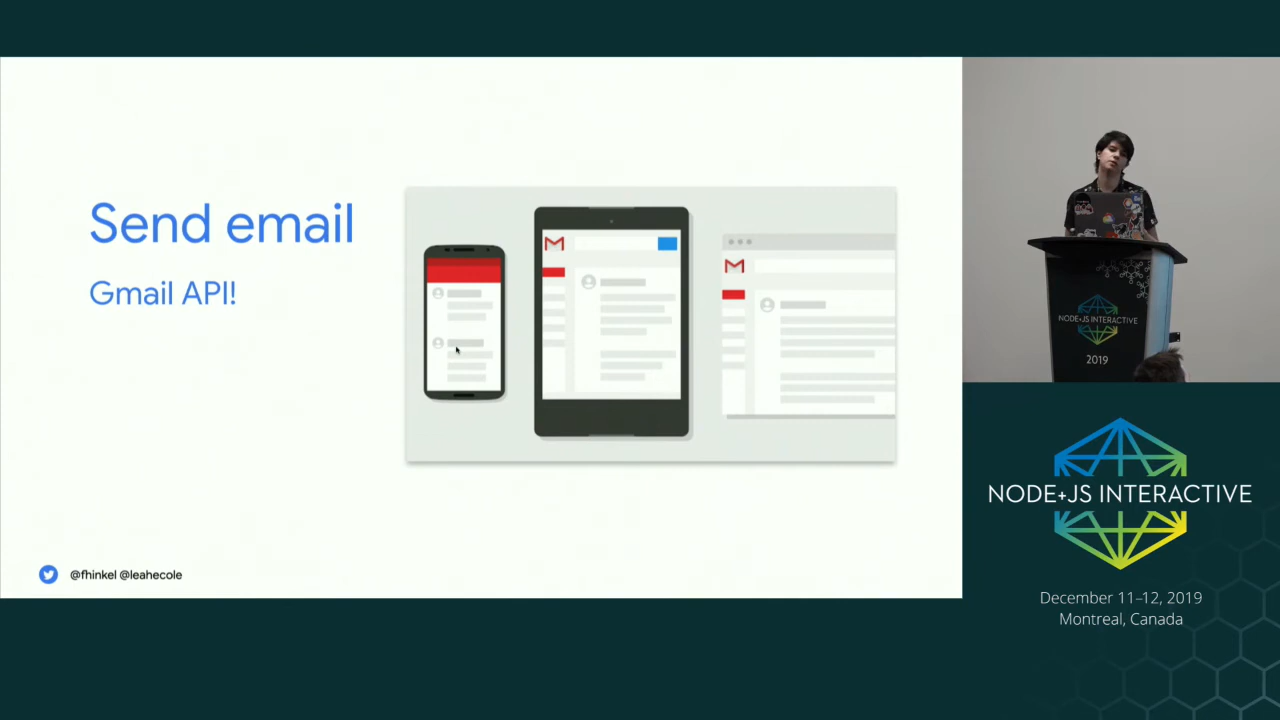 Send email
Gmail API!
@fhinkel @leahecole
NODE+JS INTERACTIVE
2019
NODE+JS INTERACTIVE
December 11–12, 2019
Montreal, Canada